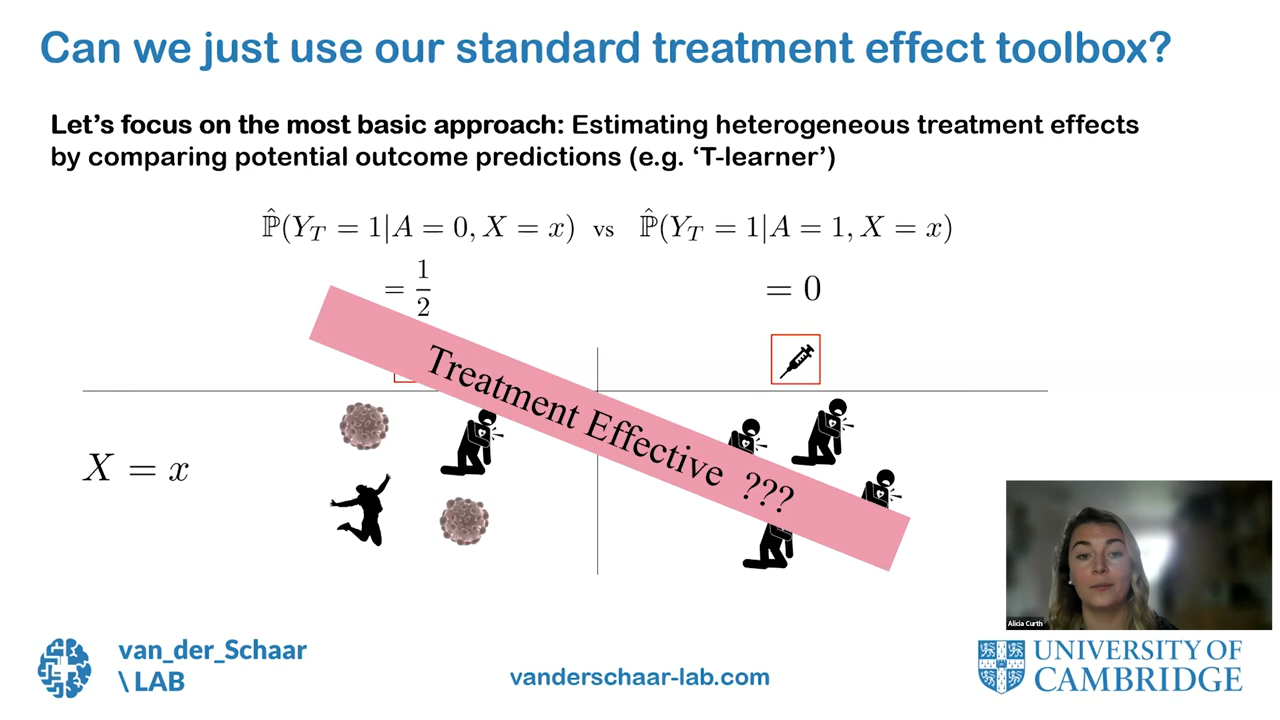 Can we just use our standard treatment effect toolbox?
Let's focus on the most basic approach: Estimating heterogeneous treatment effects
by comparing potential outcome predictions (e.g. 'T-learner')
ℙ̂(Y_T = 1|A = 0, X = x) vs ℙ̂(Y_T = 1|A = 1, X = x)
= 1/2 = 0
Treatment Effective ???
X = x
Alicia Curth
van_der_Schaar
\ LAB
vanderschaar-lab.com
UNIVERSITY OF
CAMBRIDGE